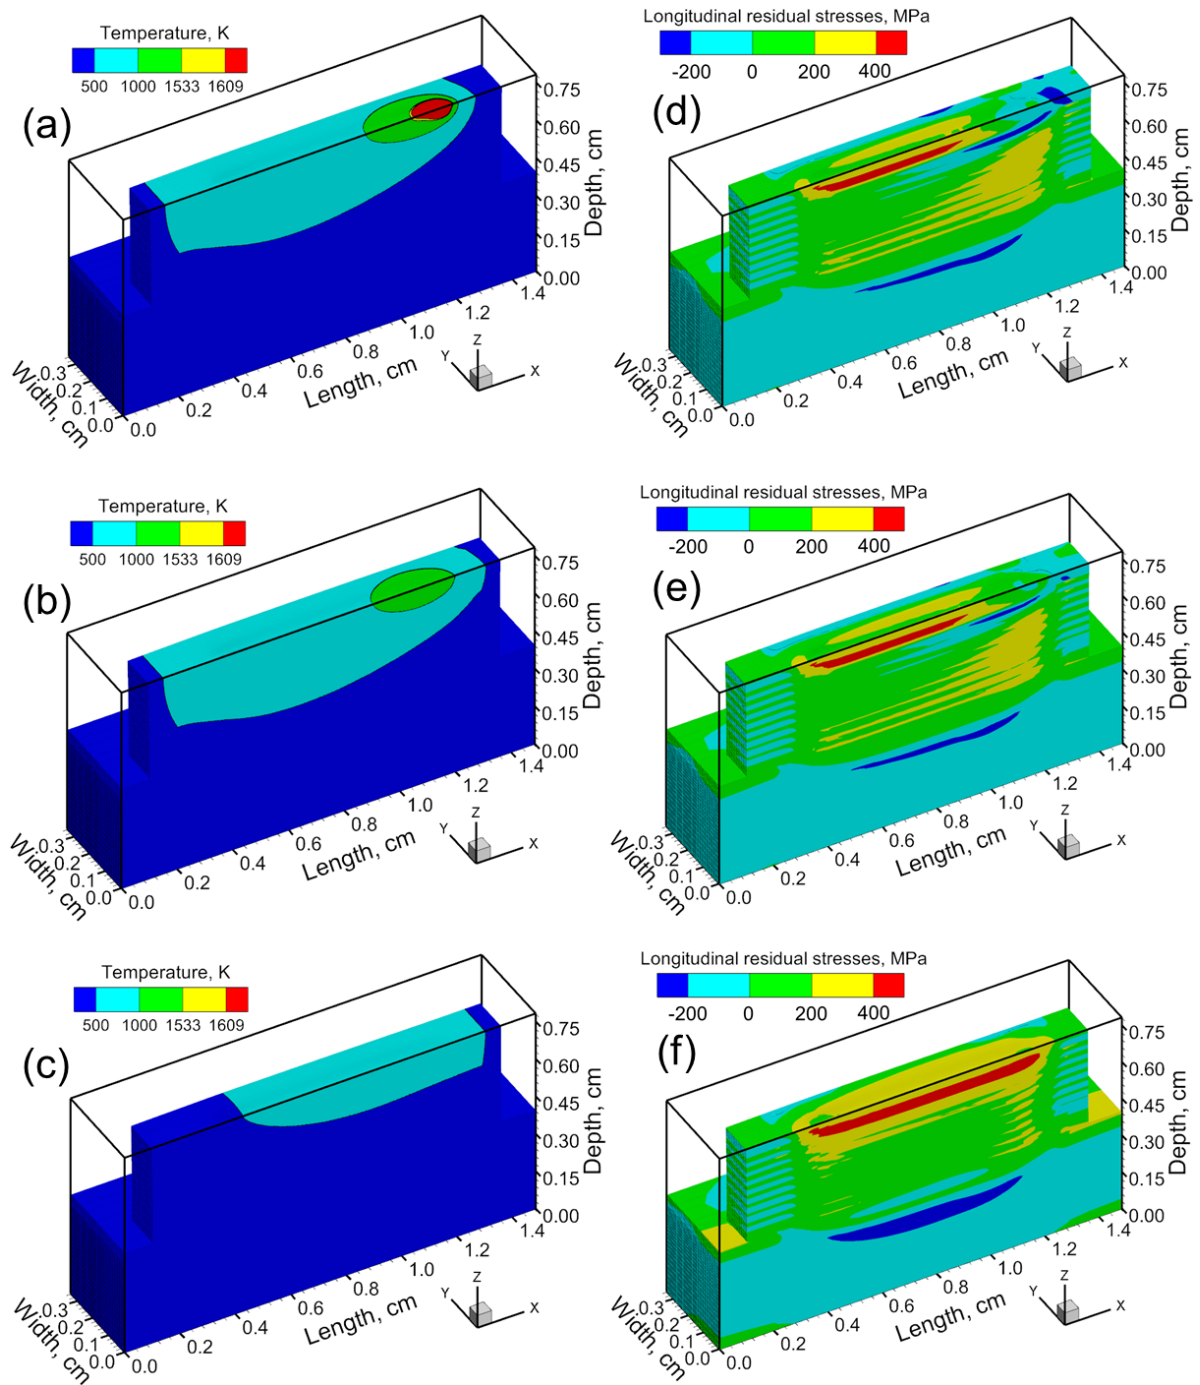 Temperature, K
500 1000 1533 1609
(a)
0.75
0.60
0.45
0.30
0.15
0.00
Depth, cm
0.3
0.2
0.1
0.0
Width, cm
0.0 0.2 0.4 0.6 0.8 1.0 1.2 1.4
Length, cm
Z
Y
X
Longitudinal residual stresses, MPa
-200 0 200 400
(d)
0.75
0.60
0.45
0.30
0.15
0.00
Depth, cm
0.3
0.2
0.1
0.0
Width, cm
0.0 0.2 0.4 0.6 0.8 1.0 1.2 1.4
Length, cm
Z
Y
X
Temperature, K
500 1000 1533 1609
(b)
0.75
0.60
0.45
0.30
0.15
0.00
Depth, cm
0.3
0.2
0.1
0.0
Width, cm
0.0 0.2 0.4 0.6 0.8 1.0 1.2 1.4
Length, cm
Z
Y
X
Longitudinal residual stresses, MPa
-200 0 200 400
(e)
0.75
0.60
0.45
0.30
0.15
0.00
Depth, cm
0.3
0.2
0.1
0.0
Width, cm
0.0 0.2 0.4 0.6 0.8 1.0 1.2 1.4
Length, cm
Z
Y
X
Temperature, K
500 1000 1533 1609
(c)
0.75
0.60
0.45
0.30
0.15
0.00
Depth, cm
0.3
0.2
0.1
0.0
Width, cm
0.0 0.2 0.4 0.6 0.8 1.0 1.2 1.4
Length, cm
Z
Y
X
Longitudinal residual stresses, MPa
-200 0 200 400
(f)
0.75
0.60
0.45
0.30
0.15
0.00
Depth, cm
0.3
0.2
0.1
0.0
Width, cm
0.0 0.2 0.4 0.6 0.8 1.0 1.2 1.4
Length, cm
Z
Y
X